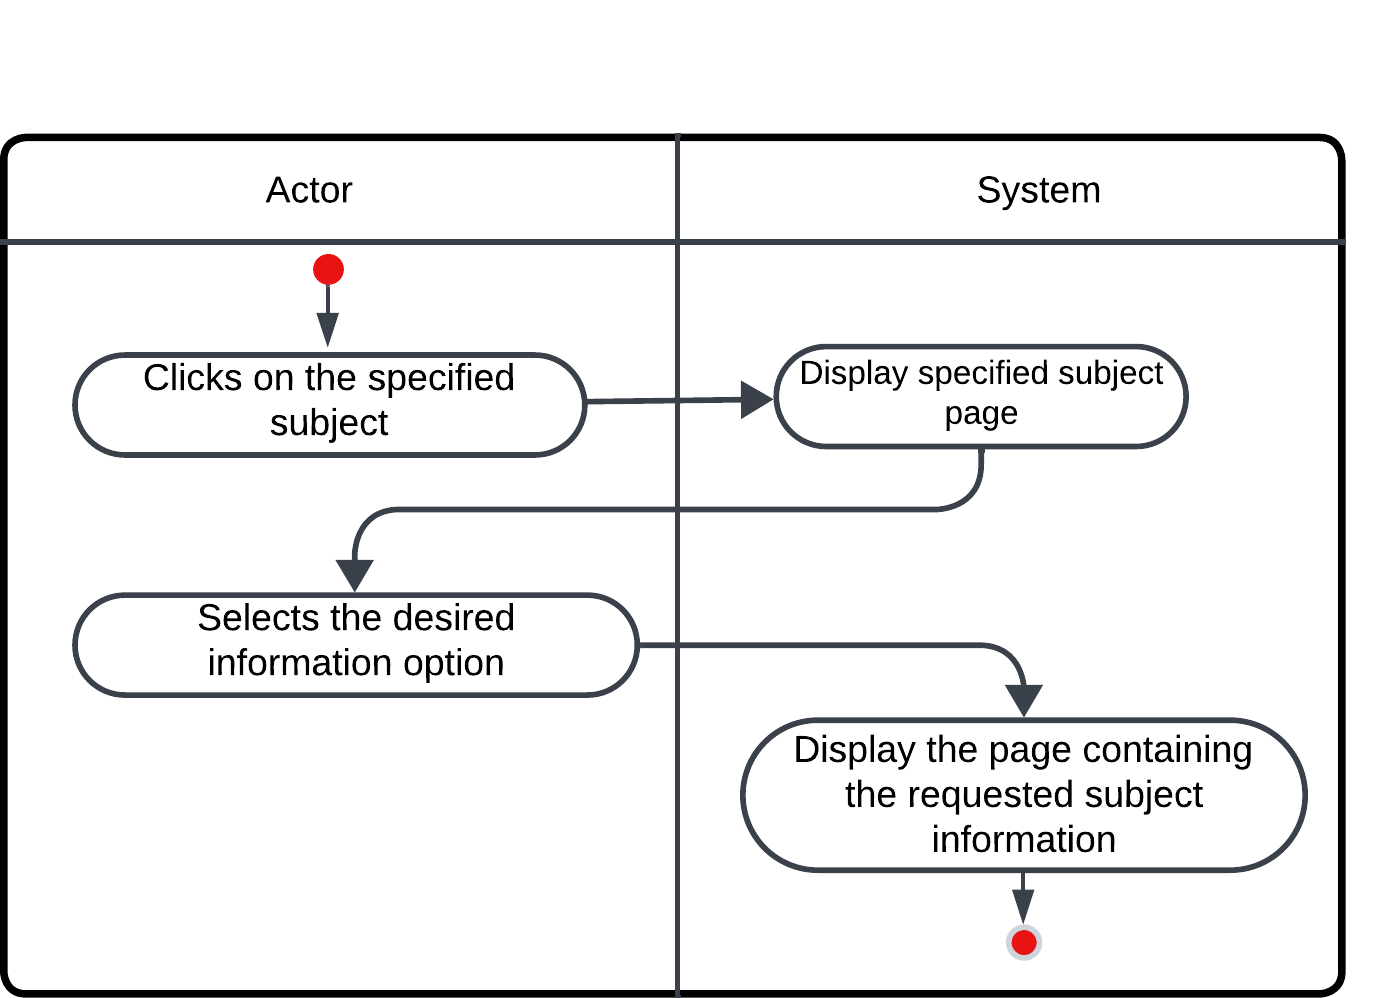 Actor
System
Clicks on the specified
subject
Display specified subject
page
Selects the desired
information option
Display the page containing
the requested subject
information